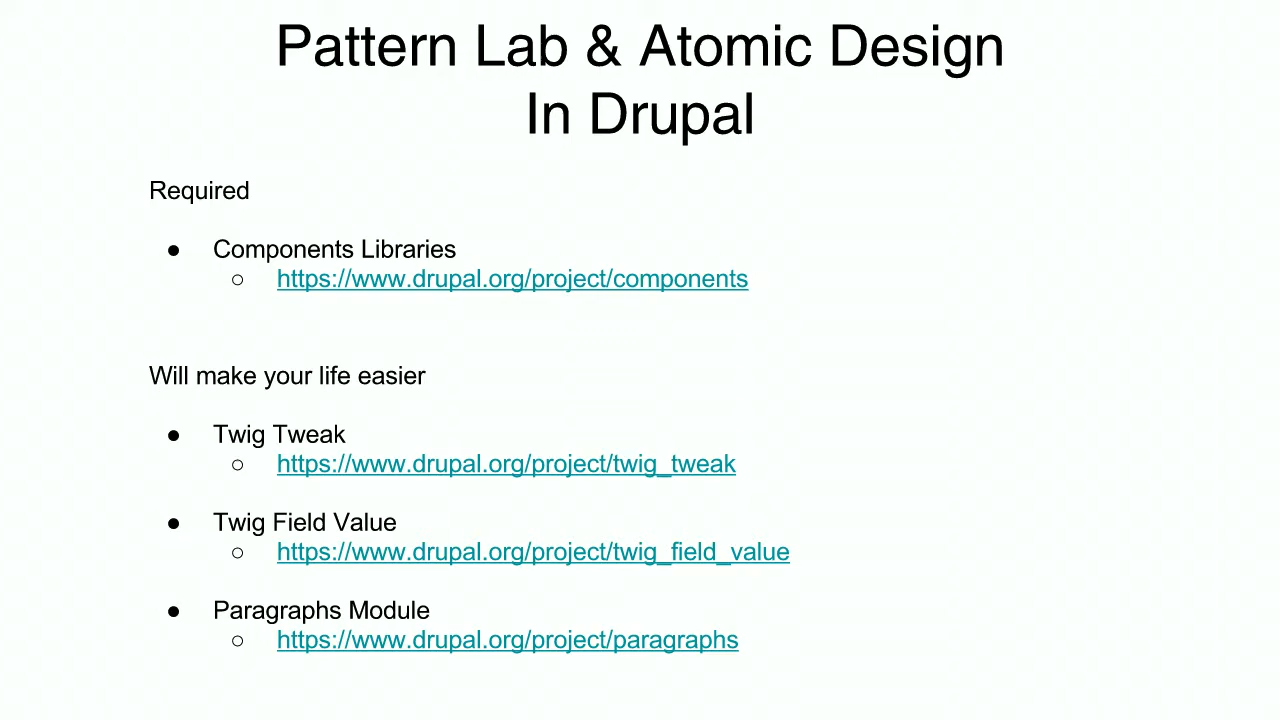 Pattern Lab & Atomic Design
In Drupal
Required
● Components Libraries
○ https://www.drupal.org/project/components
Will make your life easier
● Twig Tweak
○ https://www.drupal.org/project/twig_tweak
● Twig Field Value
○ https://www.drupal.org/project/twig_field_value
● Paragraphs Module
○ https://www.drupal.org/project/paragraphs